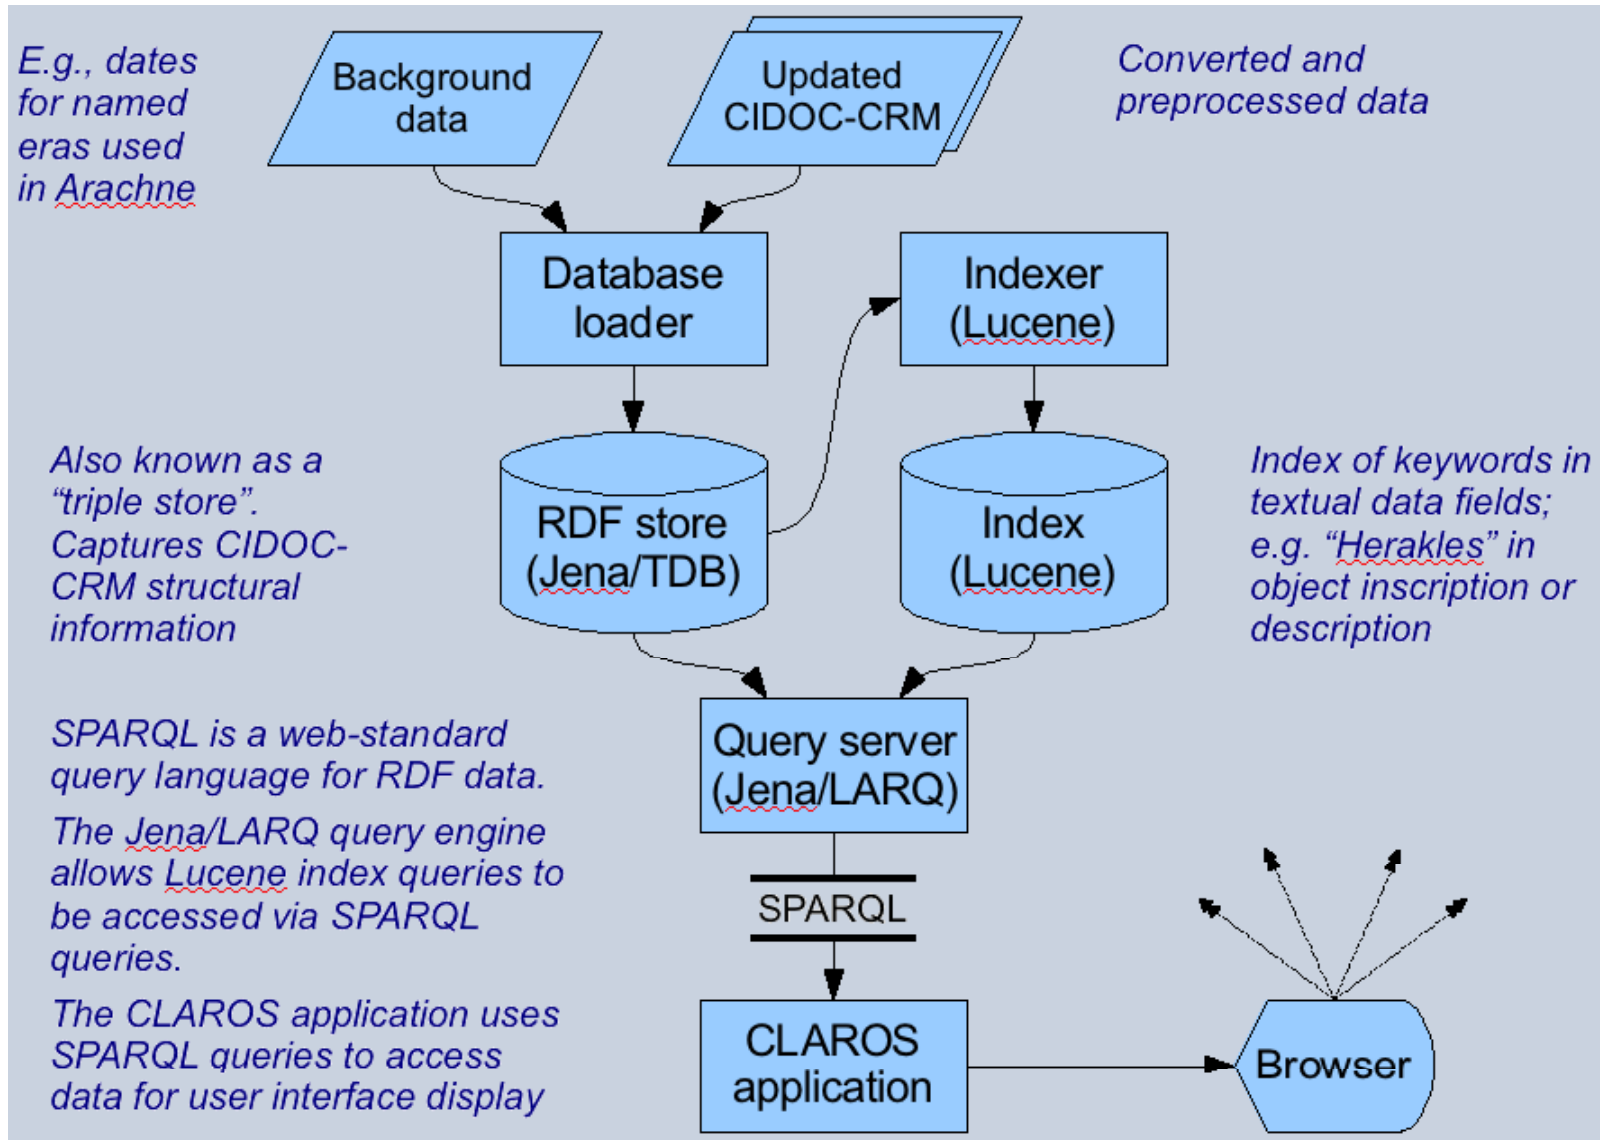 E.g., dates
for named
eras used
in Arachne
Background
data
Updated
CIDOC-CRM
Converted and
preprocessed data
Database
loader
Indexer
(Lucene)
Also known as a
“triple store”.
Captures CIDOC-
CRM structural
information
RDF store
(Jena/TDB)
Index
(Lucene)
Index of keywords in
textual data fields;
e.g. “Herakles” in
object inscription or
description
SPARQL is a web-standard
query language for RDF data.
The Jena/LARQ query engine
allows Lucene index queries to
be accessed via SPARQL
queries.
The CLAROS application uses
SPARQL queries to access
data for user interface display
Query server
(Jena/LARQ)
SPARQL
CLAROS
application
Browser